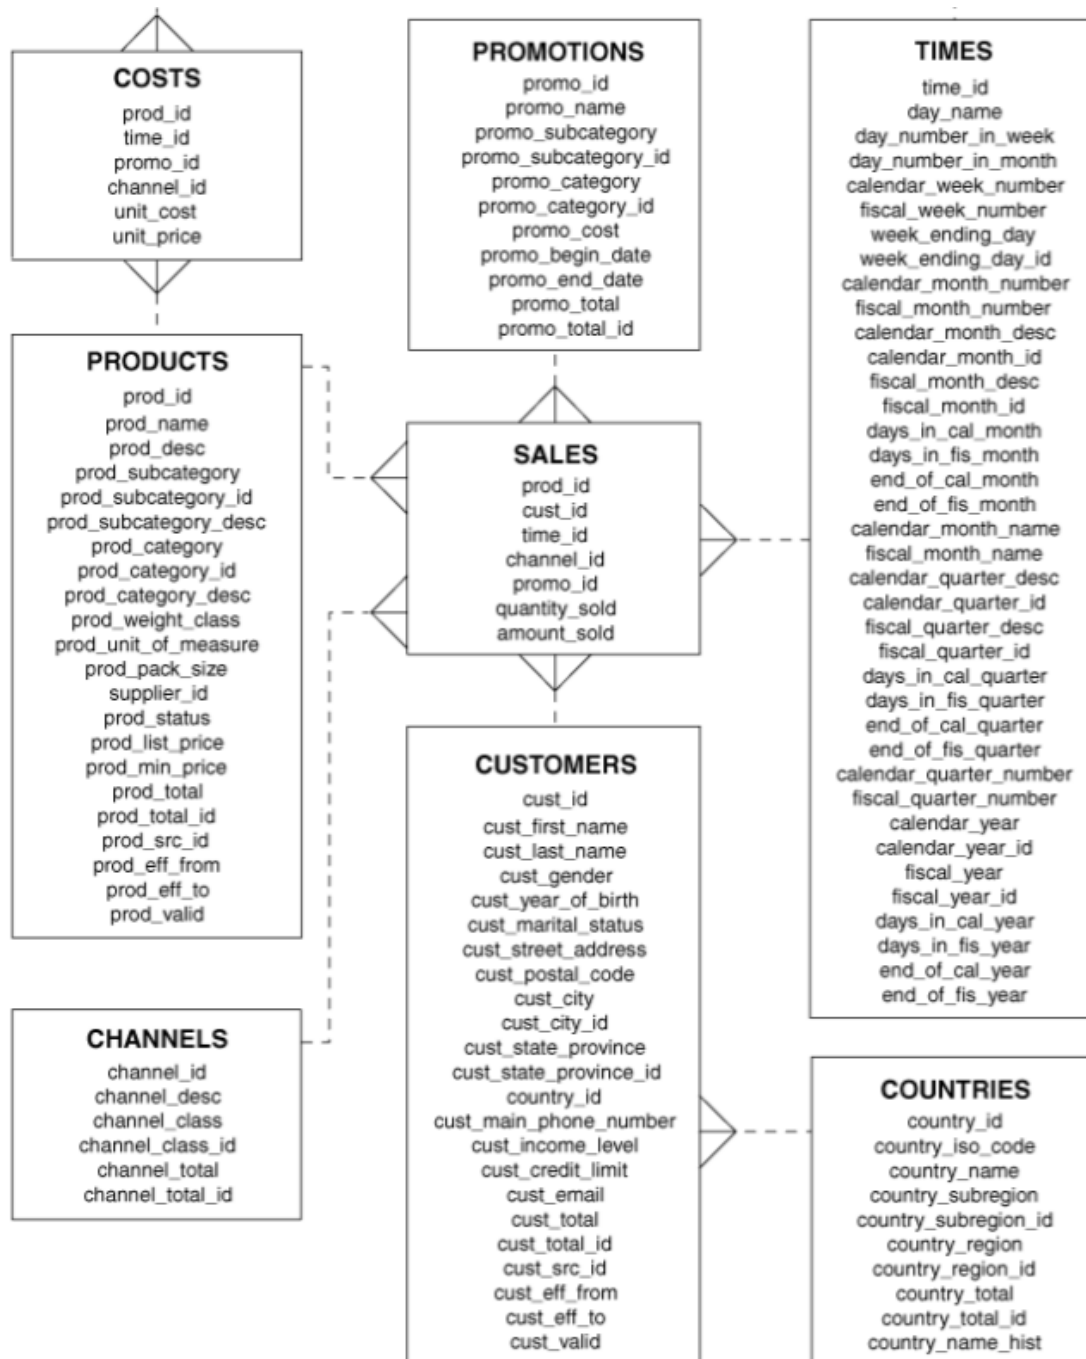 COSTS
prod_id
time_id
promo_id
channel_id
unit_cost
unit_price
PROMOTIONS
promo_id
promo_name
promo_subcategory
promo_subcategory_id
promo_category
promo_category_id
promo_cost
promo_begin_date
promo_end_date
promo_total
promo_total_id
TIMES
time_id
day_name
day_number_in_week
day_number_in_month
calendar_week_number
fiscal_week_number
week_ending_day
week_ending_day_id
calendar_month_number
fiscal_month_number
calendar_month_desc
calendar_month_id
fiscal_month_desc
fiscal_month_id
days_in_cal_month
days_in_fis_month
end_of_cal_month
end_of_fis_month
calendar_month_name
fiscal_month_name
calendar_quarter_desc
calendar_quarter_id
fiscal_quarter_desc
fiscal_quarter_id
days_in_cal_quarter
days_in_fis_quarter
end_of_cal_quarter
end_of_fis_quarter
calendar_quarter_number
fiscal_quarter_number
calendar_year
calendar_year_id
fiscal_year
fiscal_year_id
days_in_cal_year
days_in_fis_year
end_of_cal_year
end_of_fis_year
PRODUCTS
prod_id
prod_name
prod_desc
prod_subcategory
prod_subcategory_id
prod_subcategory_desc
prod_category
prod_category_id
prod_category_desc
prod_weight_class
prod_unit_of_measure
prod_pack_size
supplier_id
prod_status
prod_list_price
prod_min_price
prod_total
prod_total_id
prod_src_id
prod_eff_from
prod_eff_to
prod_valid
SALES
prod_id
cust_id
time_id
channel_id
promo_id
quantity_sold
amount_sold
CUSTOMERS
cust_id
cust_first_name
cust_last_name
cust_gender
cust_year_of_birth
cust_marital_status
cust_street_address
cust_postal_code
cust_city
cust_city_id
cust_state_province
cust_state_province_id
country_id
cust_main_phone_number
cust_income_level
cust_credit_limit
cust_email
cust_total
cust_total_id
cust_src_id
cust_eff_from
cust_eff_to
cust_valid
CHANNELS
channel_id
channel_desc
channel_class
channel_class_id
channel_total
channel_total_id
COUNTRIES
country_id
country_iso_code
country_name
country_subregion
country_subregion_id
country_region
country_region_id
country_total
country_total_id
country_name_hist